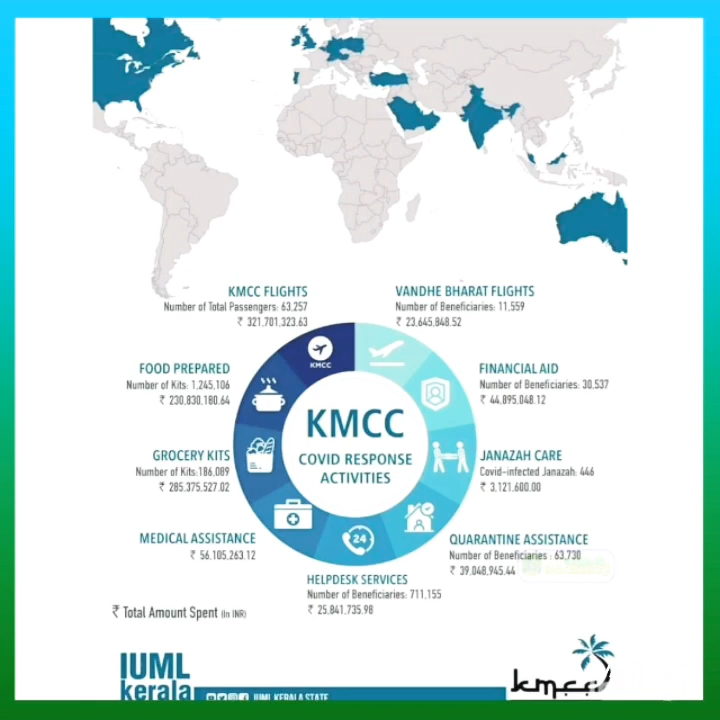 KMCC FLIGHTS
Number of Total Passengers: 63,257
₹ 321,701,323.63
VANDHE BHARAT FLIGHTS
Number of Beneficiaries: 11,559
₹ 23,645,848.52
KMCC
FOOD PREPARED
Number of Kits: 1,245,106
₹ 230,830,180.64
FINANCIAL AID
Number of Beneficiaries: 30,537
₹ 44,895,048.12
KMCC
COVID RESPONSE
ACTIVITIES
GROCERY KITS
Number of Kits:186,089
₹ 285,375,527.02
JANAZAH CARE
Covid-infected Janazah: 446
₹ 3,121,600.00
MEDICAL ASSISTANCE
₹ 56,105,263.12
24
QUARANTINE ASSISTANCE
Number of Beneficiaries : 63,730
₹ 39,048,945.44
HELPDESK SERVICES
Number of Beneficiaries: 711,155
₹ 25,841,735.98
₹ Total Amount Spent (In INR)
IUML
kerala
IUML KERALA STATE
kmcc